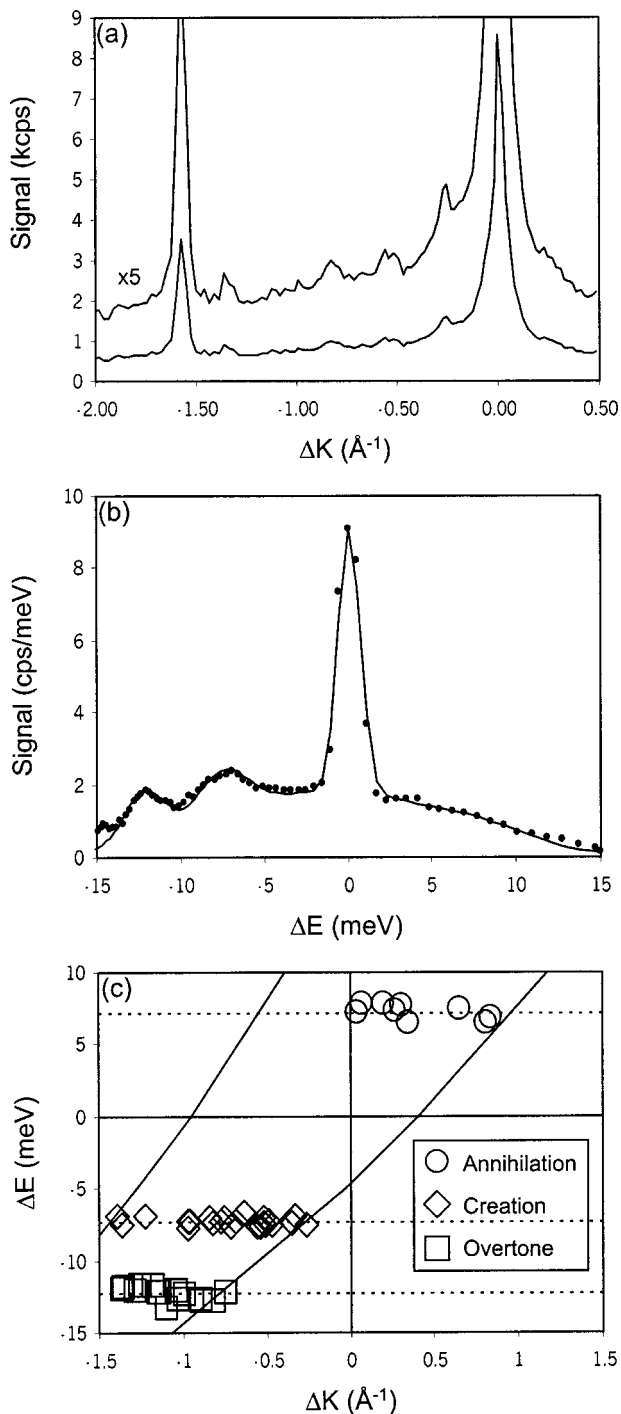 (a)
9
8
7
6
5
4
3
2
1
0
Signal (kcps)
x5
-2.00 -1.50 -1.00 -0.50 0.00 0.50
ΔK (Å⁻¹)
(b)
10
8
6
4
2
0
Signal (cps/meV)
-15 -10 -5 0 5 10 15
ΔE (meV)
(c)
10
5
0
-5
-10
-15
ΔE (meV)
Annihilation
Creation
Overtone
-1.5 -1 -0.5 0 0.5 1 1.5
ΔK (Å⁻¹)